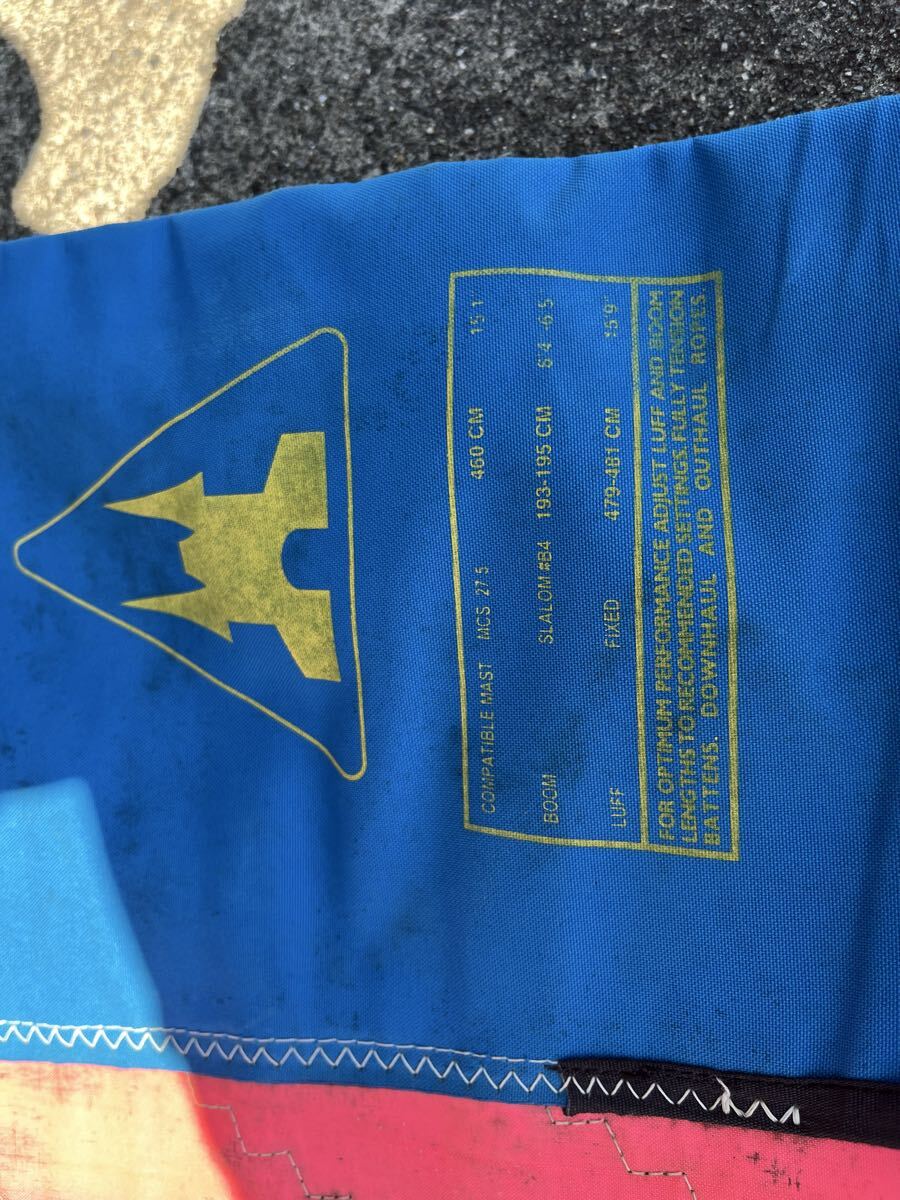 COMPATIBLE MAST MCS 27.5 460 CM 15'1
BOOM SLALOM #B4 193-195 CM 6'4 -6'5
LUFF FIXED 479-481 CM 15'9"
FOR OPTIMUM PERFORMANCE ADJUST LUFF AND BOOM
LENGTHS TO RECOMMENDED SETTINGS. FULLY TENSION
BATTENS. DOWNHAUL AND OUTHAUL ROPES